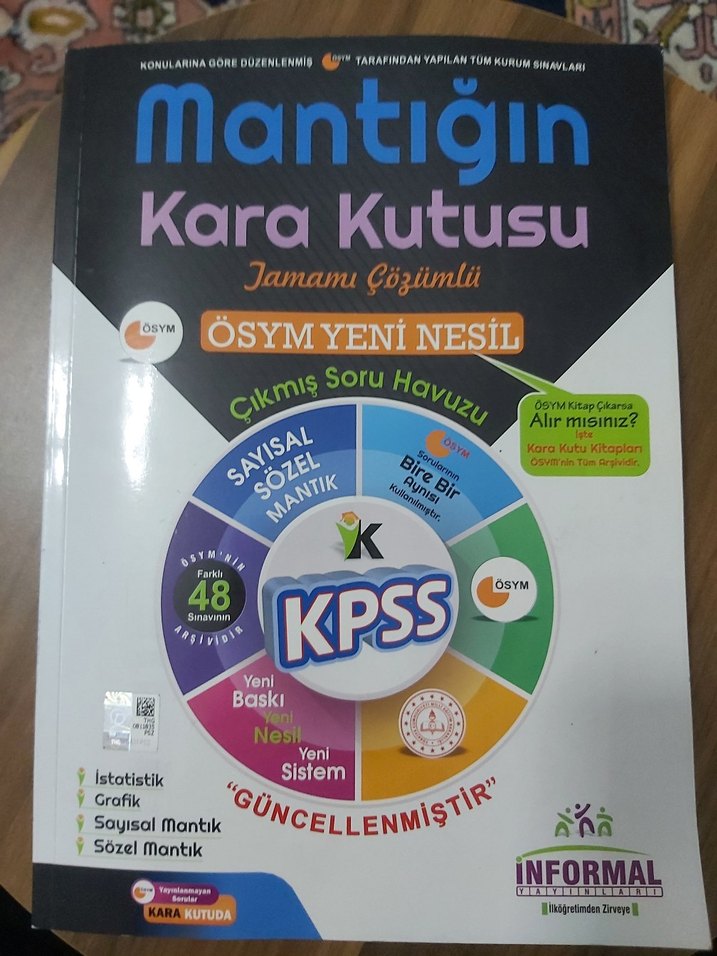 KONULARINA GÖRE DÜZENLENMİŞ ÖSYM TARAFINDAN YAPILAN TÜM KURUM SINAVLARI
Mantığın
Kara Kutusu
Tamamı Çözümlü
ÖSYM
ÖSYM YENİ NESİL
Çıkmış Soru Havuzu
ÖSYM Kitap Çıkarsa
Alır mısınız?
İşte
Kara Kutu Kitapları
ÖSYM'nin Tüm Arşividir.
SAYISAL
SÖZEL
MANTIK
ÖSYM
Sorularının
Bire Bir
Aynısı
Kullanılmıştır.
K
ÖSYM'NİN
Farklı
48
Sınavının
ARŞİVİDİR
KPSS
ÖSYM
Yeni
Baskı
Yeni
Nesil
Yeni
Sistem
"GÜNCELLENMİŞTİR"
İstatistik
Grafik
Sayısal Mantık
Sözel Mantık
ÖSYM
Yayınlanmayan
Sorular
KARA KUTUDA
İNFORMAL
YAYINLARI
İlköğretimden Zirveye